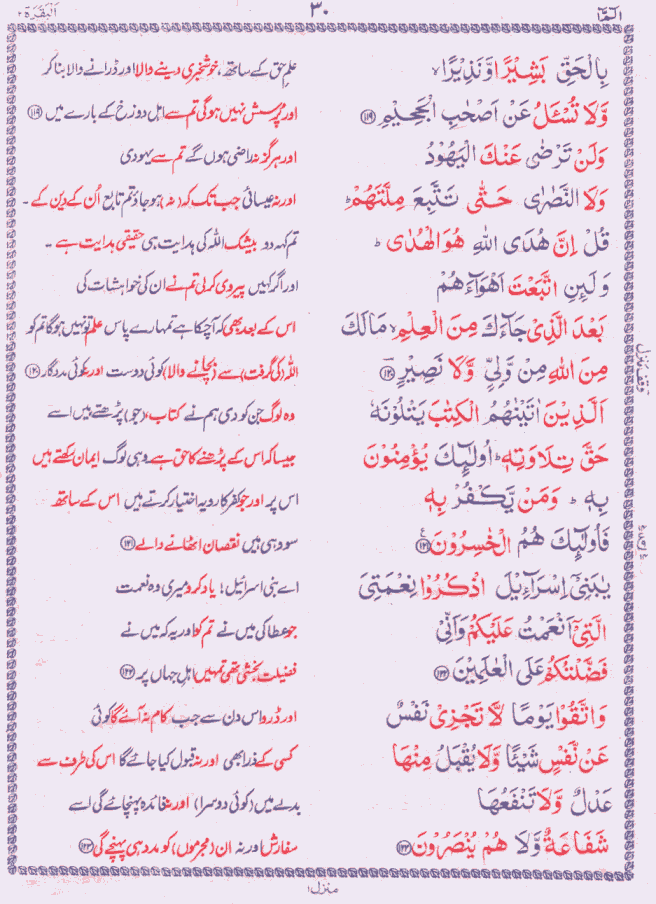 الٓمّٓ ۱
۳۰
اَلْبَقَرَة ۲
بِالْحَقِّ بَشِيْرًا وَّنَذِيْرًا ۙ
علمِ حق کے ساتھ، خوشخبری دینے والا اور ڈرانے والا بنا کر
وَّلَا تُسْـَٔلُ عَنْ اَصْحٰبِ الْجَحِيْمِ ﴿۱۱۹﴾
اور پُرسش نہیں ہوگی تم سے اہلِ دوزخ کے بارے میں ﴿۱۱۹﴾
وَلَنْ تَرْضٰى عَنْكَ الْيَهُوْدُ
اور ہرگز نہ راضی ہوں گے تم سے یہودی
وَلَا النَّصٰرٰى حَتّٰى تَتَّبِعَ مِلَّتَهُمْ ؕ
اور نہ عیسائی جب تک کہ (نہ) ہو جاؤ تم تابع اُن کے دین کے ۔
قُلْ اِنَّ هُدَى اللّٰهِ هُوَ الْهُدٰى ؕ
تم کہہ دو بیشک اللہ کی ہدایت ہی حقیقی ہدایت ہے ۔
وَلَىِٕنِ اتَّبَعْتَ اَهْوَآءَهُمْ
اور اگر کہیں پیروی کرلی تم نے ان کی خواہشات کی
بَعْدَ الَّذِىْ جَآءَكَ مِنَ الْعِلْمِ ۙ مَا لَكَ
اس کے بعد بھی کہ آچکا ہے تمہارے پاس علم تو نہیں ہوگا تم کو
مِنَ اللّٰهِ مِنْ وَّلِىٍّ وَّلَا نَصِيْرٍ ﴿۱۲۰﴾
اللہ (کی گرفت) سے (بچانے والا) کوئی دوست اور نہ کوئی مددگار ﴿۱۲۰﴾
اَلَّذِيْنَ اٰتَيْنٰهُمُ الْكِتٰبَ يَتْلُوْنَهٗ
وہ لوگ جن کو دی ہم نے کتاب، (جو) پڑھتے ہیں اسے
حَقَّ تِلَاوَتِهٖ ؕ اُولٰٓىِٕكَ يُؤْمِنُوْنَ
جیسا کہ اس کے پڑھنے کا حق ہے وہی لوگ ایمان رکھتے ہیں
بِهٖ ؕ وَمَنْ يَّكْفُرْ بِهٖ
اس پر اور جو کفر کا رویہ اختیار کرتے ہیں اس کے ساتھ
فَاُولٰٓىِٕكَ هُمُ الْخٰسِرُوْنَ ﴿۱۲۱﴾
سو وہی ہیں نقصان اٹھانے والے ﴿۱۲۱﴾
يٰبَنِىْٓ اِسْرَآءِيْلَ اذْكُرُوْا نِعْمَتِىَ
اے بنی اسرائیل! یاد کرو میری وہ نعمت
الَّتِىْٓ اَنْعَمْتُ عَلَيْكُمْ وَاَنِّىْ
جو عطا کی میں نے تم کو اور یہ کہ میں نے
فَضَّلْتُكُمْ عَلَى الْعٰلَمِيْنَ ﴿۱۲۲﴾
فضیلت بخشی تھی تمہیں اہلِ جہاں پر ﴿۱۲۲﴾
وَاتَّقُوْا يَوْمًا لَّا تَجْزِىْ نَفْسٌ
اور ڈرو اس دن سے جب کام نہ آئے گا کوئی
عَنْ نَّفْسٍ شَيْـًٔا وَّلَا يُقْبَلُ مِنْهَا
کسی کے ذرا بھی اور نہ قبول کیا جائے گا اس کی طرف سے
عَدْلٌ وَّلَا تَنْفَعُهَا
بدلے میں (کوئی دوسرا) اور نہ فائدہ پہنچائے گی اسے
شَفَاعَةٌ وَّلَا هُمْ يُنْصَرُوْنَ ﴿۱۲۳﴾
سفارش اور نہ ان (مجرموں) کو مدد ہی پہنچے گی ﴿۱۲۳﴾
منزل ۱